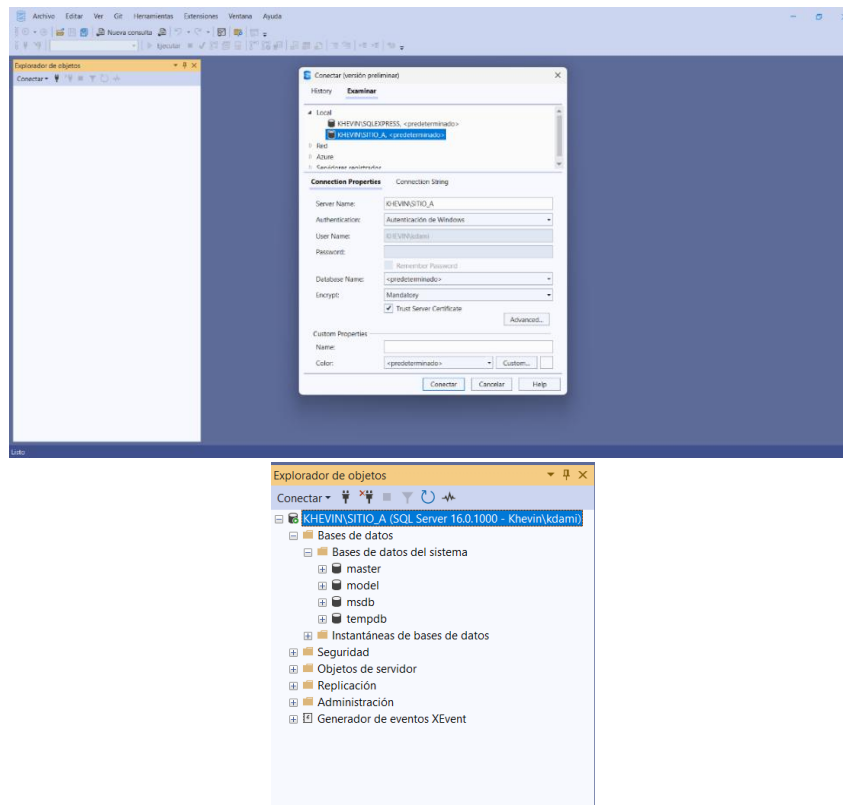 Archivo Editar Ver Git Herramientas Extensiones Ventana Ayuda
Nueva consulta
Ejecutar
Explorador de objetos
Conectar
Conectar (versión preliminar)
History Examinar
Local
KHEVIN\SQLEXPRESS, <predeterminado>
KHEVIN\SITIO_A, <predeterminado>
Red
Azure
Servidores registrados
Connection Properties Connection String
Server Name: KHEVIN\SITIO_A
Authentication: Autenticación de Windows
User Name: KHEVIN\kdami
Password:
Remember Password
Database Name: <predeterminado>
Encrypt: Mandatory
Trust Server Certificate
Advanced...
Custom Properties
Name:
Color: <predeterminado> Custom...
Conectar Cancelar Help
Listo
Explorador de objetos
Conectar
KHEVIN\SITIO_A (SQL Server 16.0.1000 - Khevin\kdami)
Bases de datos
Bases de datos del sistema
master
model
msdb
tempdb
Instantáneas de bases de datos
Seguridad
Objetos de servidor
Replicación
Administración
Generador de eventos XEvent